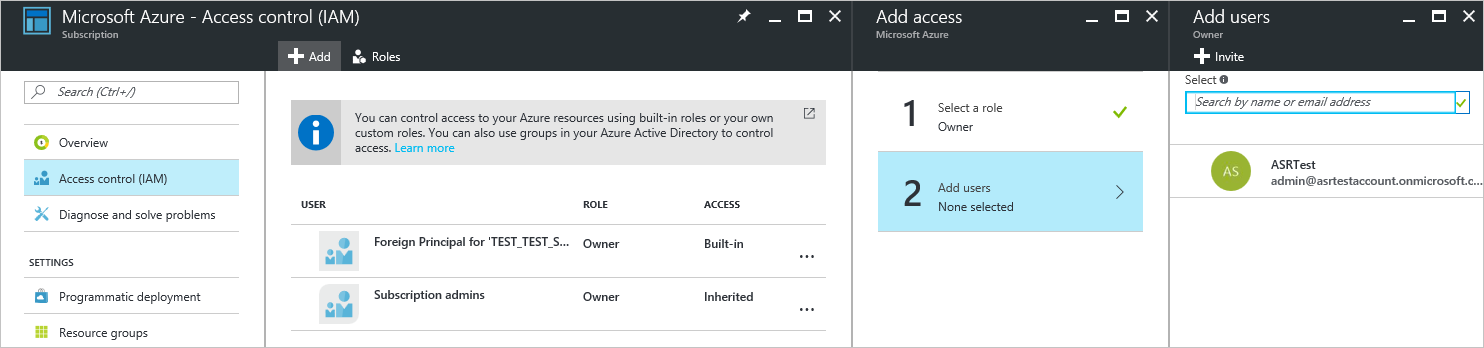 Microsoft Azure - Access control (IAM)
Subscription
Add
Roles
Search (Ctrl+/)
Overview
Access control (IAM)
Diagnose and solve problems
SETTINGS
Programmatic deployment
Resource groups
You can control access to your Azure resources using built-in roles or your own
custom roles. You can also use groups in your Azure Active Directory to control
access. Learn more
USER ROLE ACCESS
Foreign Principal for 'TEST_TEST_S... Owner Built-in ...
Subscription admins Owner Inherited ...
Add access
Microsoft Azure
1 Select a role
Owner
2 Add users
None selected
Add users
Owner
Invite
Select
Search by name or email address
AS ASRTest
admin@asrtestaccount.onmicrosoft.c...